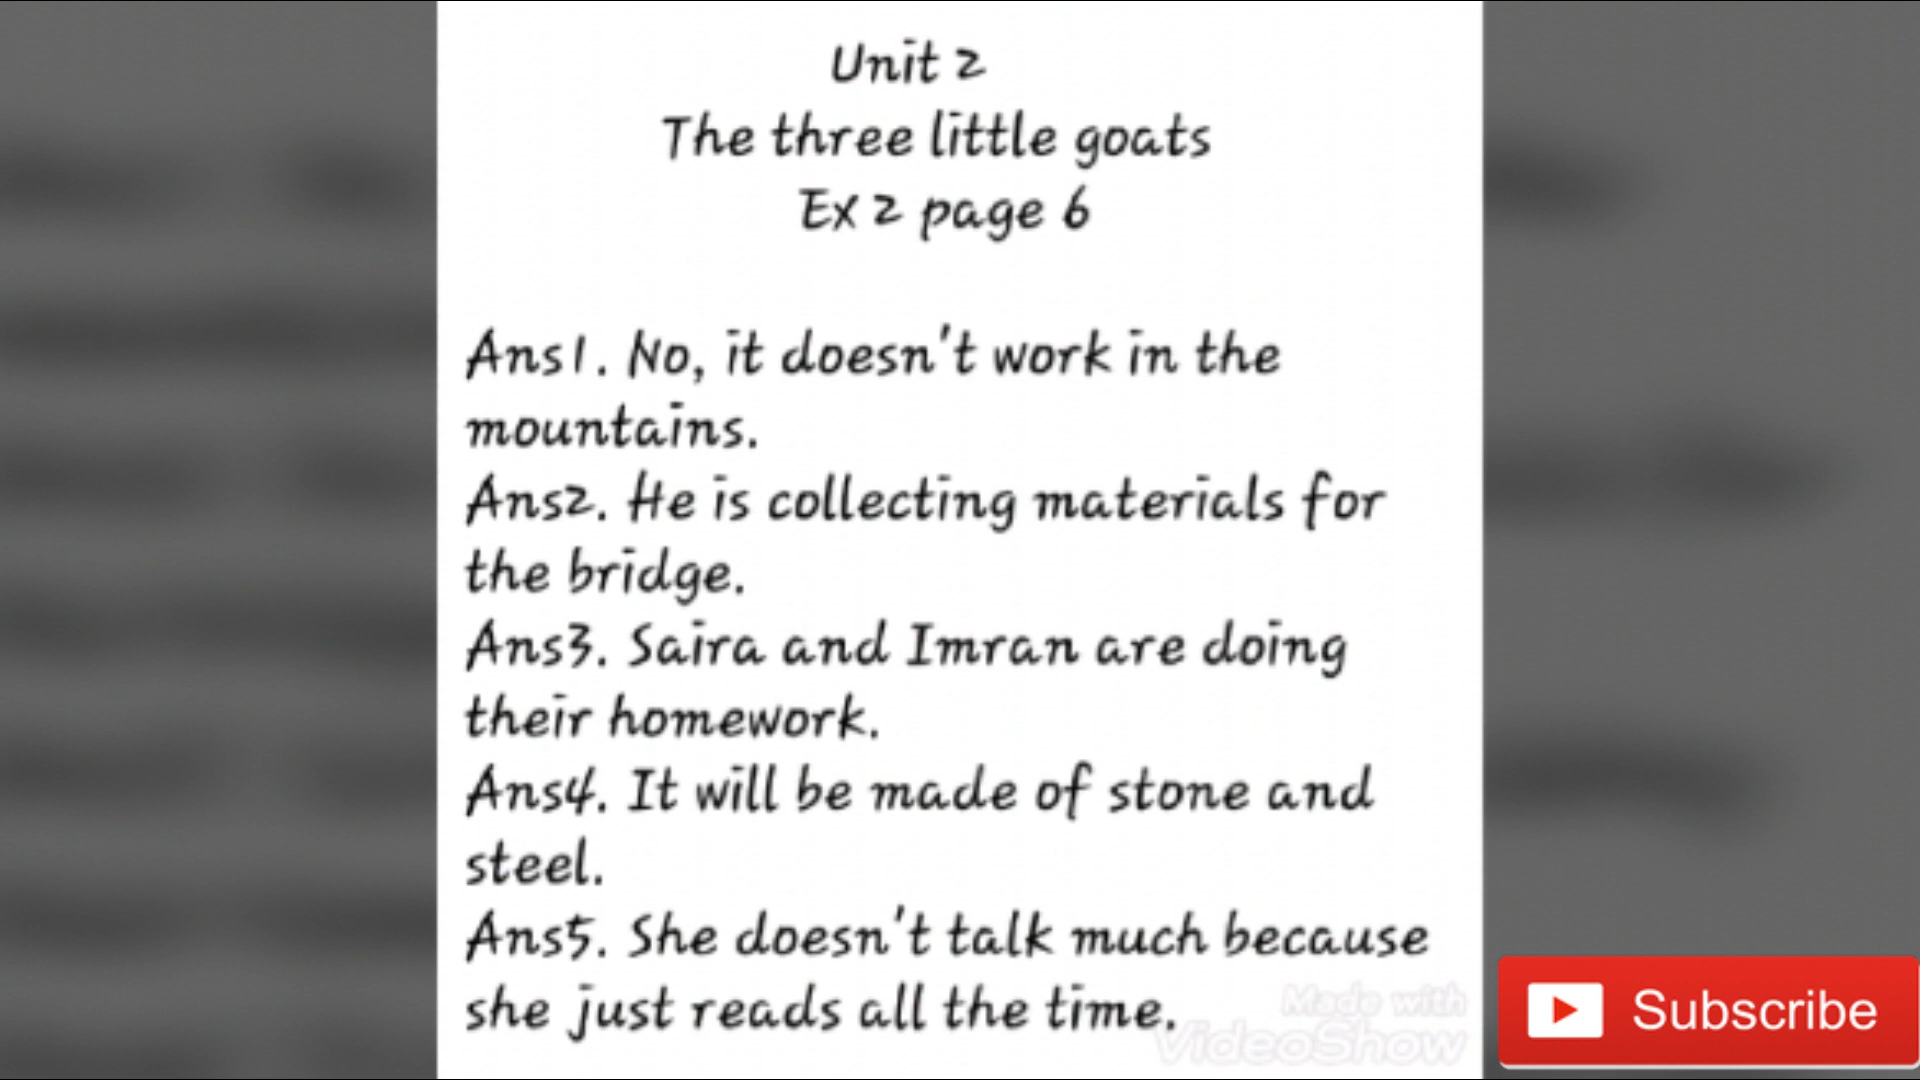 Unit 2
The three little goats
Ex 2 page 6
Ans1. No, it doesn't work in the
mountains.
Ans2. He is collecting materials for
the bridge.
Ans3. Saira and Imran are doing
their homework.
Ans4. It will be made of stone and
steel.
Ans5. She doesn't talk much because
she just reads all the time.
Made with
VideoShow
Subscribe